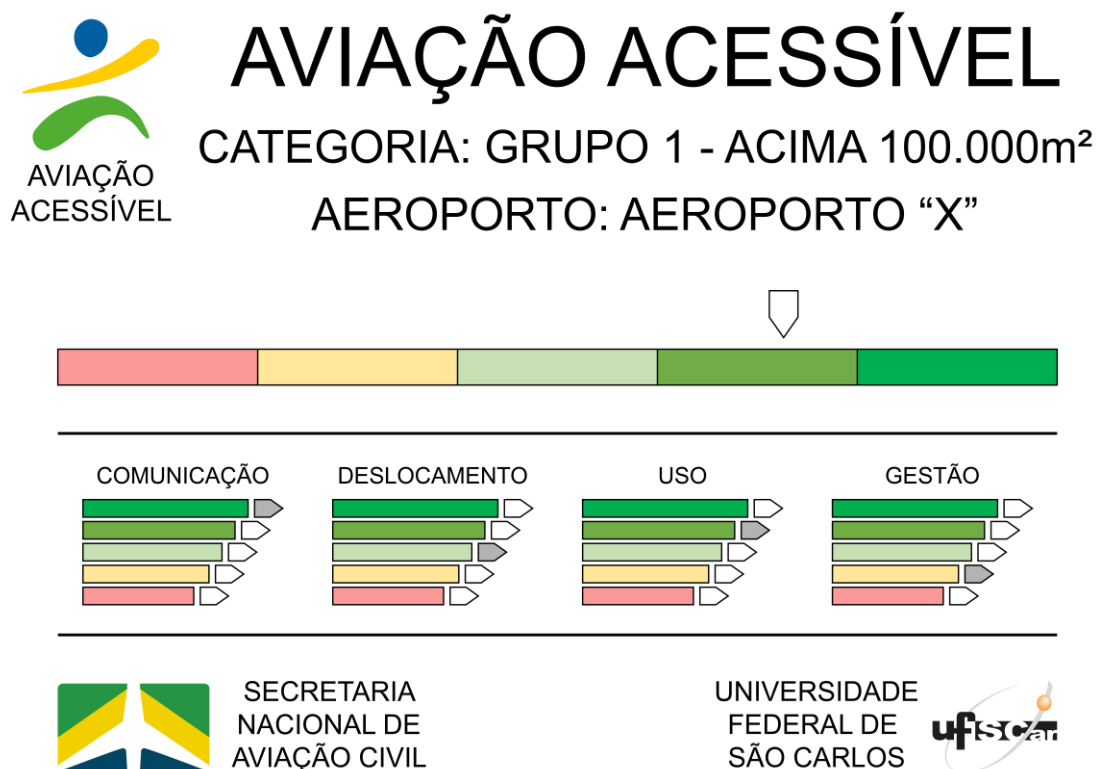 AVIAÇÃO ACESSÍVEL
CATEGORIA: GRUPO 1 - ACIMA 100.000m²
AEROPORTO: AEROPORTO “X”
AVIAÇÃO
ACESSÍVEL
COMUNICAÇÃO
DESLOCAMENTO
USO
GESTÃO
SECRETARIA
NACIONAL DE
AVIAÇÃO CIVIL
UNIVERSIDADE
FEDERAL DE
SÃO CARLOS
ufscar